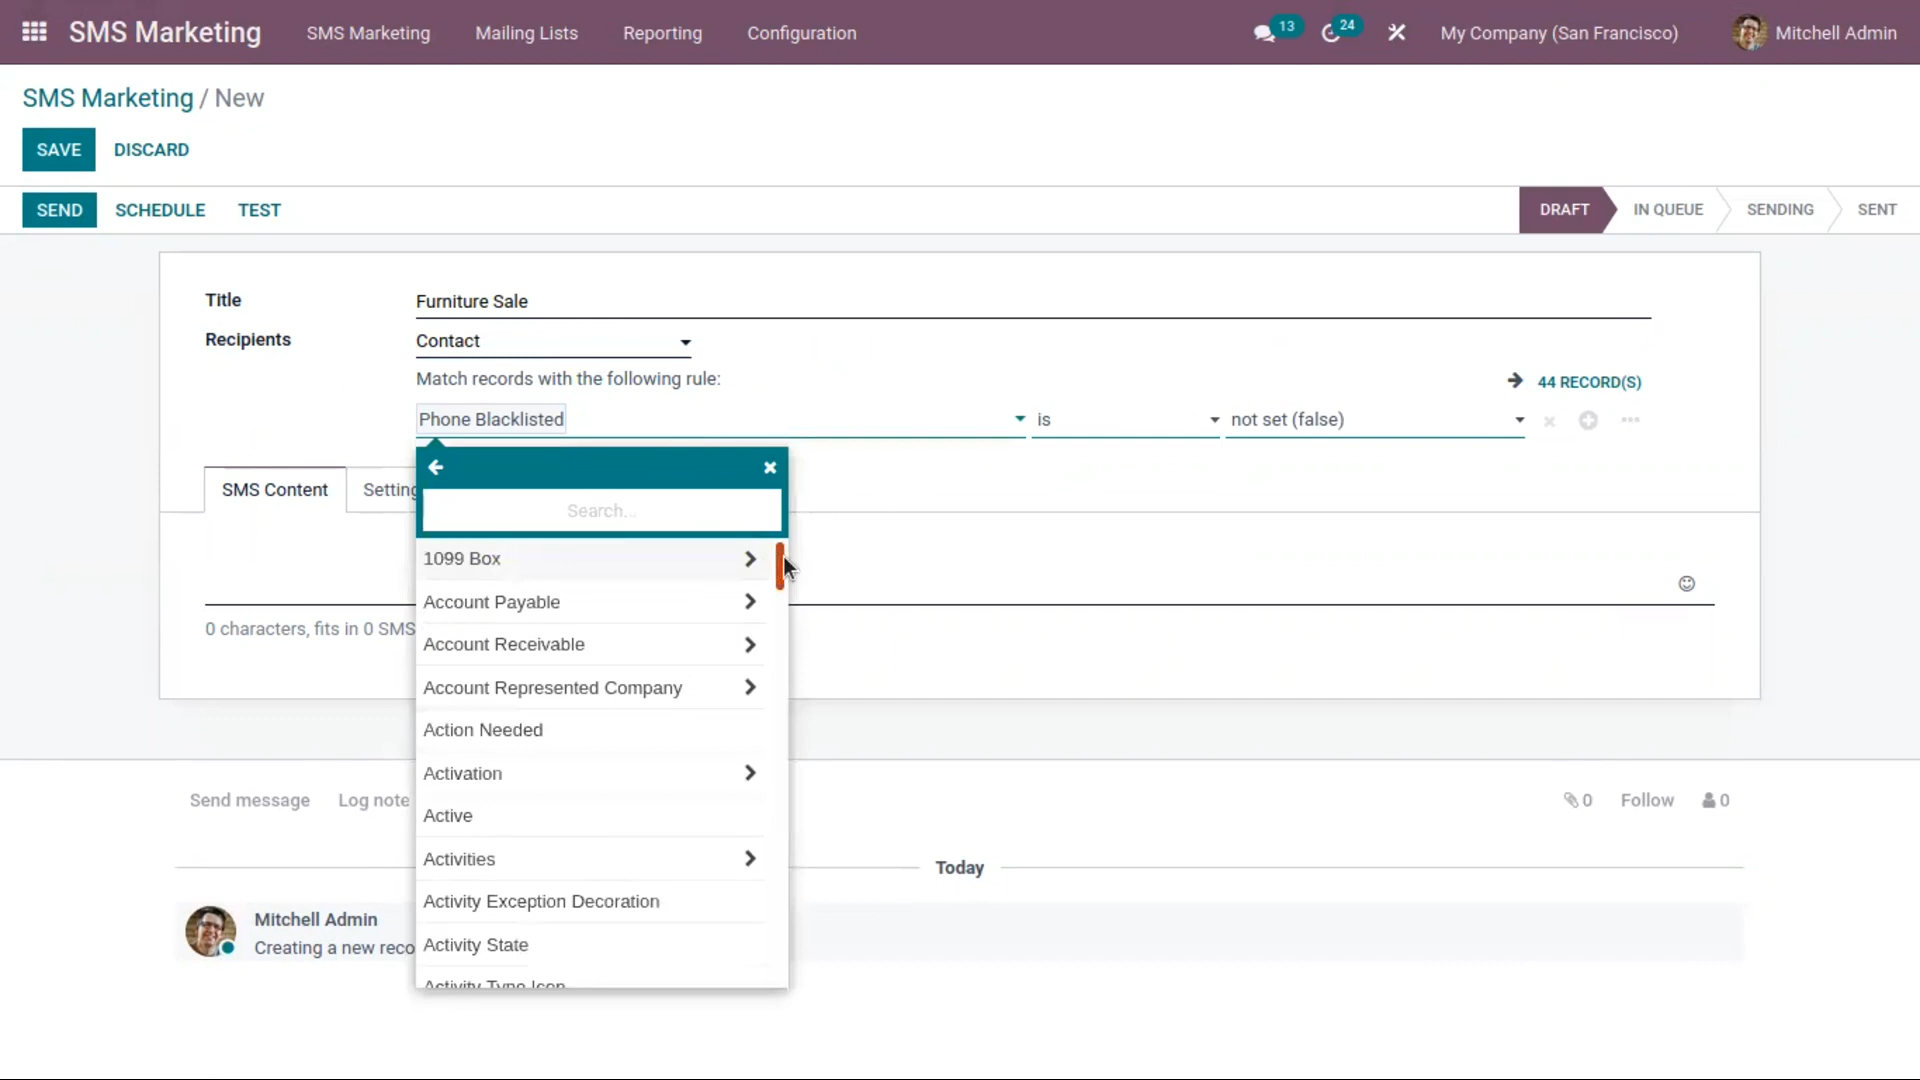 SMS Marketing SMS Marketing Mailing Lists Reporting Configuration 13 24 My Company (San Francisco) Mitchell Admin
SMS Marketing / New
SAVE DISCARD
SEND SCHEDULE TEST DRAFT IN QUEUE SENDING SENT
Title Furniture Sale
Recipients Contact
Match records with the following rule: 44 RECORD(S)
Phone Blacklisted is not set (false)
SMS Content Setting
Search...
1099 Box
Account Payable
0 characters, fits in 0 SMS
Account Receivable
Account Represented Company
Action Needed
Activation
Active
Send message Log note 0 Follow 0
Activities
Today
Activity Exception Decoration
Mitchell Admin
Activity State
Creating a new reco
Activity Type Icon